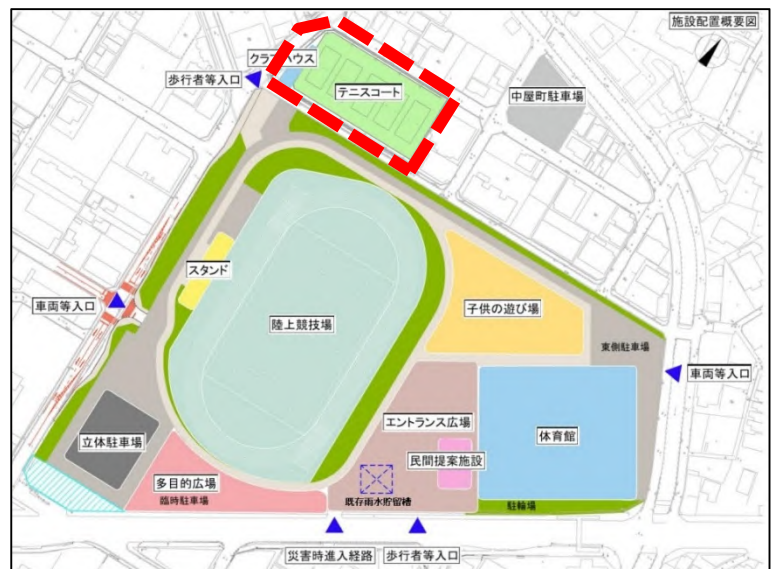 施設配置概要図
クラブハウス
歩行者等入口
テニスコート
中屋町駐車場
スタンド
車両等入口
陸上競技場
子供の遊び場
東側駐車場
車両等入口
エントランス広場
体育館
立体駐車場
民間提案施設
多目的広場
臨時駐車場
既存雨水貯留槽
駐輪場
災害時進入経路
歩行者等入口